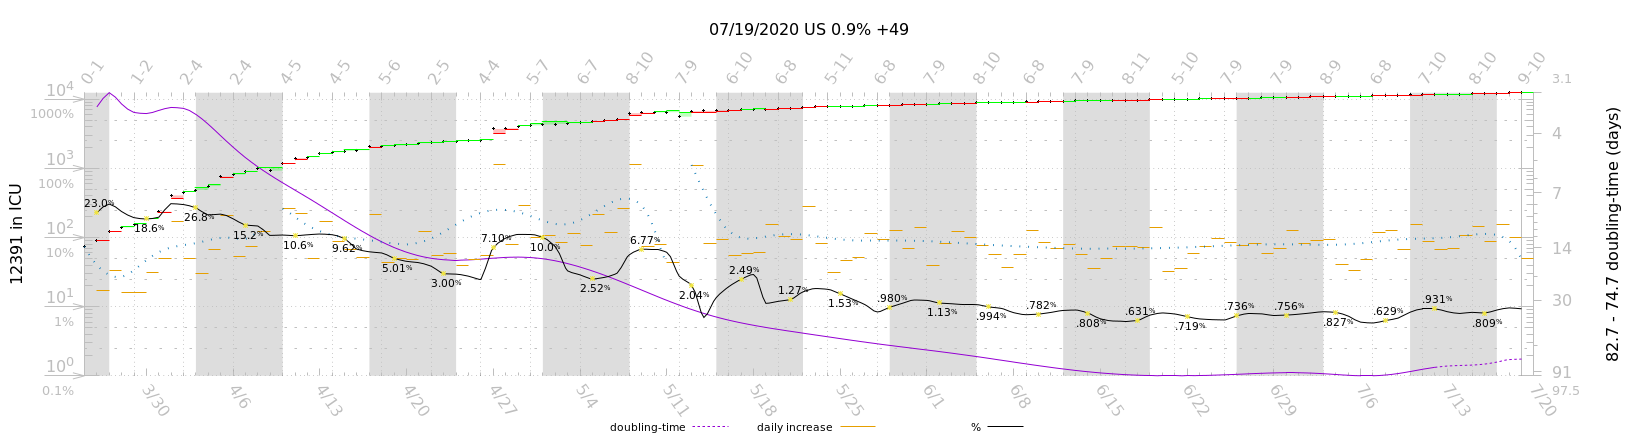 07/19/2020 US 0.9% +49
0-1 1-2 2-4 2-4 4-5 4-5 5-6 2-5 4-4 5-7 6-7 8-10 7-9 6-10 6-8 5-11 6-8 7-9 8-10 6-8 7-9 8-11 5-10 7-9 7-9 8-9 6-8 7-10 8-10 9-10
12391 in ICU
10⁴
1000%
10³
100%
10²
10%
10¹
1%
10⁰
0.1%
23.0% 18.6% 26.8% 15.2% 10.6% 9.62% 5.01% 3.00% 7.10% 10.0% 2.52% 6.77% 2.04% 2.49% 1.27% 1.53% .980% 1.13% .994% .782% .808% .631% .719% .736% .756% .827% .629% .931% .809%
3.1
4
7
14
30
91
97.5
82.7 - 74.7 doubling-time (days)
3/30 4/6 4/13 4/20 4/27 5/4 5/11 5/18 5/25 6/1 6/8 6/15 6/22 6/29 7/6 7/13 7/20
doubling-time daily increase %